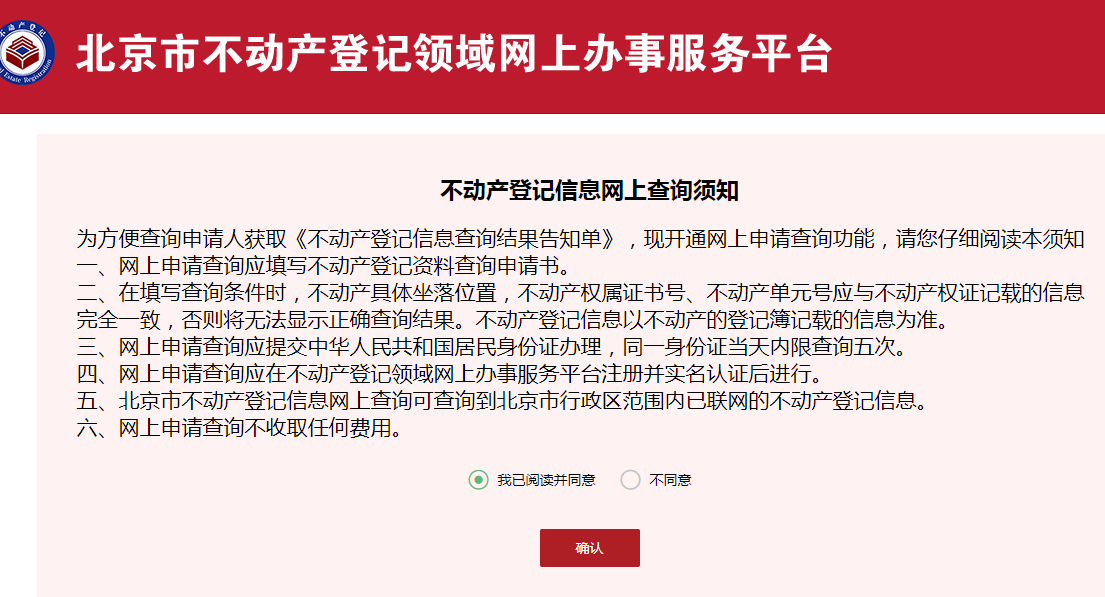 不动产登记
北京市不动产登记领域网上办事服务平台
Estate Registration
不动产登记信息网上查询须知
为方便查询申请人获取《不动产登记信息查询结果告知单》，现开通网上申请查询功能，请您仔细阅读本须知
一、网上申请查询应填写不动产登记资料查询申请书。
二、在填写查询条件时，不动产具体坐落位置，不动产权属证书号、不动产单元号应与不动产权证记载的信息
完全一致，否则将无法显示正确查询结果。不动产登记信息以不动产的登记簿记载的信息为准。
三、网上申请查询应提交中华人民共和国居民身份证办理，同一身份证当天内限查询五次。
四、网上申请查询应在不动产登记领域网上办事服务平台注册并实名认证后进行。
五、北京市不动产登记信息网上查询可查询到北京市行政区范围内已联网的不动产登记信息。
六、网上申请查询不收取任何费用。
我已阅读并同意 不同意
确认